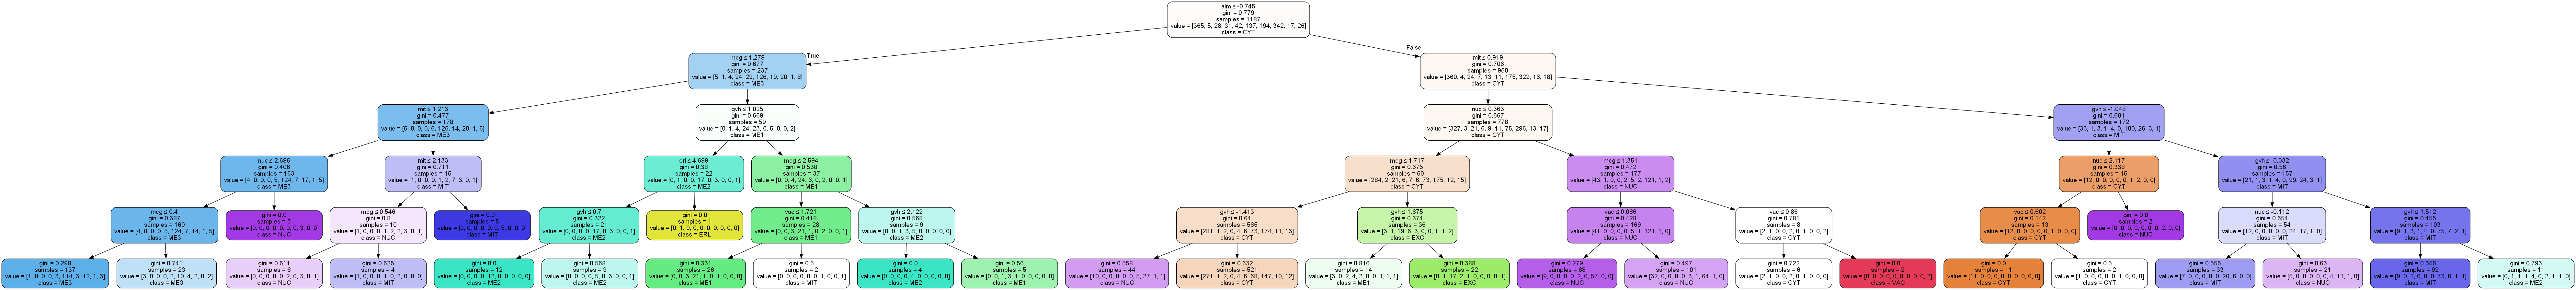 alm ≤ -0.745
gini = 0.779
samples = 1187
value = [365, 5, 28, 31, 42, 137, 194, 342, 17, 26]
class = CYT
True
False
mcg ≤ 1.278
gini = 0.677
samples = 237
value = [5, 1, 4, 24, 29, 126, 19, 20, 1, 8]
class = ME3
mit ≤ 0.919
gini = 0.706
samples = 950
value = [360, 4, 24, 7, 13, 11, 175, 322, 16, 18]
class = CYT
mit ≤ 1.213
gini = 0.477
samples = 178
value = [5, 0, 0, 0, 6, 126, 14, 20, 1, 6]
class = ME3
gvh ≤ 1.025
gini = 0.669
samples = 59
value = [0, 1, 4, 24, 23, 0, 5, 0, 0, 2]
class = ME1
nuc ≤ 0.363
gini = 0.667
samples = 778
value = [327, 3, 21, 6, 9, 11, 75, 296, 13, 17]
class = CYT
gvh ≤ -1.048
gini = 0.601
samples = 172
value = [33, 1, 3, 1, 4, 0, 100, 26, 3, 1]
class = MIT
nuc ≤ 2.686
gini = 0.406
samples = 163
value = [4, 0, 0, 0, 5, 124, 7, 17, 1, 5]
class = ME3
mit ≤ 2.133
gini = 0.711
samples = 15
value = [1, 0, 0, 0, 1, 2, 7, 3, 0, 1]
class = MIT
erl ≤ 4.699
gini = 0.38
samples = 22
value = [0, 1, 0, 0, 17, 0, 3, 0, 0, 1]
class = ME2
mcg ≤ 2.594
gini = 0.538
samples = 37
value = [0, 0, 4, 24, 6, 0, 2, 0, 0, 1]
class = ME1
mcg ≤ 1.717
gini = 0.675
samples = 601
value = [284, 2, 21, 6, 7, 6, 73, 175, 12, 15]
class = CYT
mcg ≤ 1.351
gini = 0.472
samples = 177
value = [43, 1, 0, 0, 2, 5, 2, 121, 1, 2]
class = NUC
nuc ≤ 2.117
gini = 0.338
samples = 15
value = [12, 0, 0, 0, 0, 0, 1, 2, 0, 0]
class = CYT
gvh ≤ -0.032
gini = 0.56
samples = 157
value = [21, 1, 3, 1, 4, 0, 99, 24, 3, 1]
class = MIT
mcg ≤ 0.4
gini = 0.387
samples = 160
value = [4, 0, 0, 0, 5, 124, 7, 14, 1, 5]
class = ME3
gini = 0.0
samples = 3
value = [0, 0, 0, 0, 0, 0, 0, 3, 0, 0]
class = NUC
mcg ≤ 0.546
gini = 0.8
samples = 10
value = [1, 0, 0, 0, 1, 2, 2, 3, 0, 1]
class = NUC
gini = 0.0
samples = 5
value = [0, 0, 0, 0, 0, 0, 5, 0, 0, 0]
class = MIT
gvh ≤ 0.7
gini = 0.322
samples = 21
value = [0, 0, 0, 0, 17, 0, 3, 0, 0, 1]
class = ME2
gini = 0.0
samples = 1
value = [0, 1, 0, 0, 0, 0, 0, 0, 0, 0]
class = ERL
vac ≤ 1.721
gini = 0.418
samples = 28
value = [0, 0, 3, 21, 1, 0, 2, 0, 0, 1]
class = ME1
gvh ≤ 2.122
gini = 0.568
samples = 9
value = [0, 0, 1, 3, 5, 0, 0, 0, 0, 0]
class = ME2
gvh ≤ -1.413
gini = 0.64
samples = 565
value = [281, 1, 2, 0, 4, 6, 73, 174, 11, 13]
class = CYT
gvh ≤ 1.675
gini = 0.674
samples = 36
value = [3, 1, 19, 6, 3, 0, 0, 1, 1, 2]
class = EXC
vac ≤ 0.086
gini = 0.428
samples = 169
value = [41, 0, 0, 0, 0, 5, 1, 121, 1, 0]
class = NUC
vac ≤ 0.86
gini = 0.781
samples = 8
value = [2, 1, 0, 0, 2, 0, 1, 0, 0, 2]
class = CYT
vac ≤ 0.602
gini = 0.142
samples = 13
value = [12, 0, 0, 0, 0, 0, 1, 0, 0, 0]
class = CYT
gini = 0.0
samples = 2
value = [0, 0, 0, 0, 0, 0, 0, 2, 0, 0]
class = NUC
nuc ≤ -0.112
gini = 0.654
samples = 54
value = [12, 0, 0, 0, 0, 0, 24, 17, 1, 0]
class = MIT
gvh ≤ 1.512
gini = 0.455
samples = 103
value = [9, 1, 3, 1, 4, 0, 75, 7, 2, 1]
class = MIT
gini = 0.298
samples = 137
value = [1, 0, 0, 0, 3, 114, 3, 12, 1, 3]
class = ME3
gini = 0.741
samples = 23
value = [3, 0, 0, 0, 2, 10, 4, 2, 0, 2]
class = ME3
gini = 0.611
samples = 6
value = [0, 0, 0, 0, 0, 2, 0, 3, 0, 1]
class = NUC
gini = 0.625
samples = 4
value = [1, 0, 0, 0, 1, 0, 2, 0, 0, 0]
class = MIT
gini = 0.0
samples = 12
value = [0, 0, 0, 0, 12, 0, 0, 0, 0, 0]
class = ME2
gini = 0.568
samples = 9
value = [0, 0, 0, 0, 5, 0, 3, 0, 0, 1]
class = ME2
gini = 0.331
samples = 26
value = [0, 0, 3, 21, 1, 0, 1, 0, 0, 0]
class = ME1
gini = 0.5
samples = 2
value = [0, 0, 0, 0, 0, 0, 1, 0, 0, 1]
class = MIT
gini = 0.0
samples = 4
value = [0, 0, 0, 0, 4, 0, 0, 0, 0, 0]
class = ME2
gini = 0.56
samples = 5
value = [0, 0, 1, 3, 1, 0, 0, 0, 0, 0]
class = ME1
gini = 0.558
samples = 44
value = [10, 0, 0, 0, 0, 0, 5, 27, 1, 1]
class = NUC
gini = 0.632
samples = 521
value = [271, 1, 2, 0, 4, 6, 68, 147, 10, 12]
class = CYT
gini = 0.816
samples = 14
value = [3, 0, 2, 4, 2, 0, 0, 1, 1, 1]
class = ME1
gini = 0.388
samples = 22
value = [0, 1, 17, 2, 1, 0, 0, 0, 0, 1]
class = EXC
gini = 0.279
samples = 68
value = [9, 0, 0, 0, 0, 2, 0, 57, 0, 0]
class = NUC
gini = 0.497
samples = 101
value = [32, 0, 0, 0, 0, 3, 1, 64, 1, 0]
class = NUC
gini = 0.722
samples = 6
value = [2, 1, 0, 0, 2, 0, 1, 0, 0, 0]
class = CYT
gini = 0.0
samples = 2
value = [0, 0, 0, 0, 0, 0, 0, 0, 0, 2]
class = VAC
gini = 0.0
samples = 11
value = [11, 0, 0, 0, 0, 0, 0, 0, 0, 0]
class = CYT
gini = 0.5
samples = 2
value = [1, 0, 0, 0, 0, 0, 1, 0, 0, 0]
class = CYT
gini = 0.555
samples = 33
value = [7, 0, 0, 0, 0, 0, 20, 6, 0, 0]
class = MIT
gini = 0.63
samples = 21
value = [5, 0, 0, 0, 0, 0, 4, 11, 1, 0]
class = NUC
gini = 0.356
samples = 92
value = [9, 0, 2, 0, 0, 0, 73, 6, 1, 1]
class = MIT
gini = 0.793
samples = 11
value = [0, 1, 1, 1, 4, 0, 2, 1, 1, 0]
class = ME2